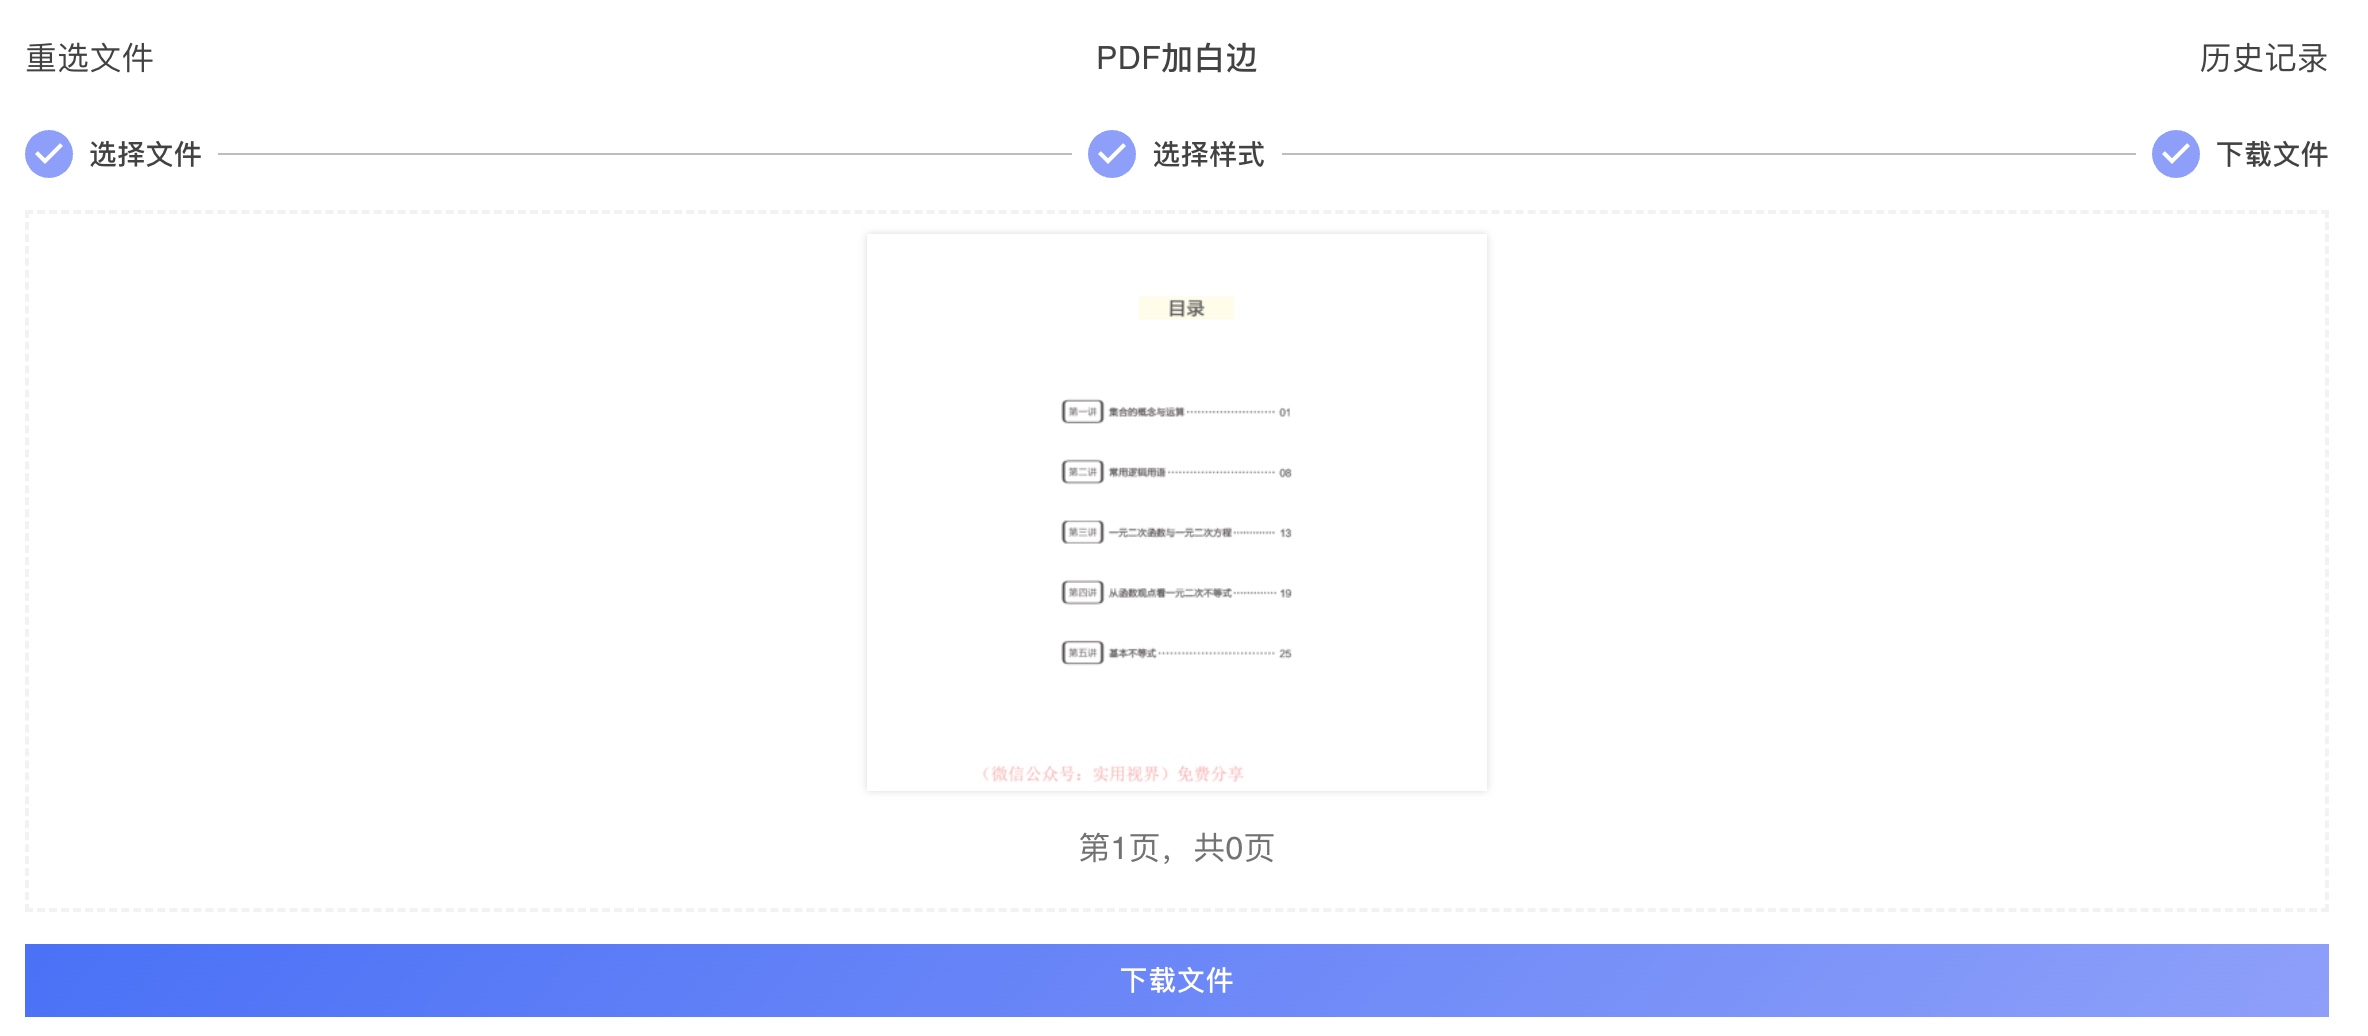 重选文件
PDF加白边
历史记录
选择文件
选择样式
下载文件
目录
第一讲 集合的概念与运算 ························ 01
第二讲 常用逻辑用语 ····························· 08
第三讲 一元二次函数与一元二次方程 ············ 13
第四讲 从函数观点看一元二次不等式 ············ 19
第五讲 基本不等式 ································ 25
（微信公众号：实用视界）免费分享
第1页，共0页
下载文件